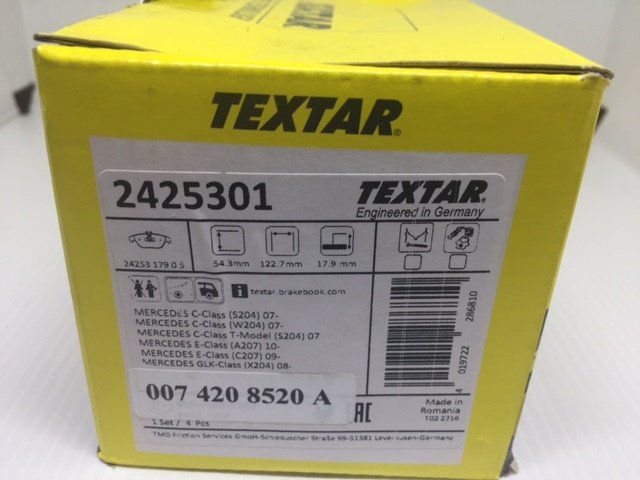 TEXTAR
2425301
TEXTAR
Engineered in Germany
24253 179 0 5
54.3mm
122.7mm
17.9 mm
i textar.brakebook.com
MERCEDES C-Class (S204) 07-
MERCEDES C-Class (W204) 07-
MERCEDES C-Class T-Model (S204) 07
MERCEDES E-Class (A207) 10-
MERCEDES E-Class (C207) 09-
MERCEDES GLK-Class (X204) 08-
007 420 8520 A
1 Set / 4 Pcs
EAC
4 019722 286810
Made in
Romania
T02 2716
TMD Friction Services GmbH-Schlebuscher Straße 99-51381 Leverkusen-Germany